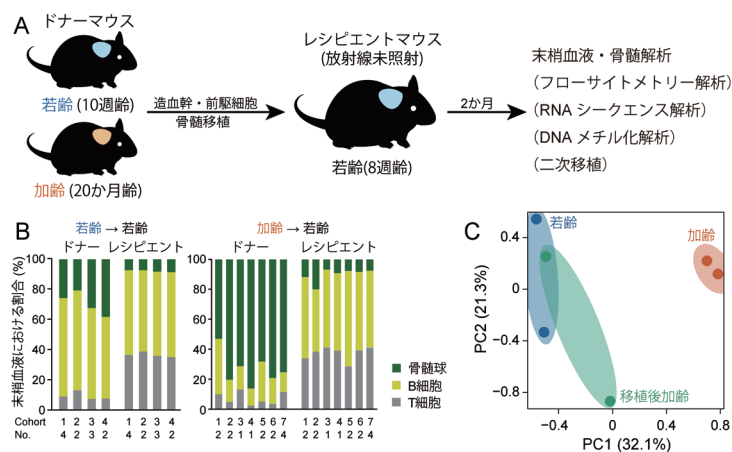 A
ドナーマウス
若齢 (10週齢)
加齢 (20か月齢)
造血幹・前駆細胞
骨髄移植
レシピエントマウス
(放射線未照射)
若齢(8週齢)
2か月
末梢血液・骨髄解析
（フローサイトメトリー解析）
（RNA シークエンス解析）
（DNA メチル化解析）
（二次移植）
B
若齢 → 若齢
ドナー レシピエント
加齢 → 若齢
ドナー レシピエント
末梢血液における割合 (%)
100
80
60
40
20
0
100
80
60
40
20
0
骨髄球
B細胞
T細胞
Cohort 1 2 3 4 1 2 3 4 1 2 3 4 5 6 7 1 2 3 4 5 6 7
No. 4 2 3 2 4 2 3 2 2 2 1 1 2 2 4 2 2 1 1 2 2 4
C
若齢
加齢
移植後加齢
PC2 (21.3%)
0.4
0
−0.4
−0.8
−0.4 0 0.4 0.8
PC1 (32.1%)